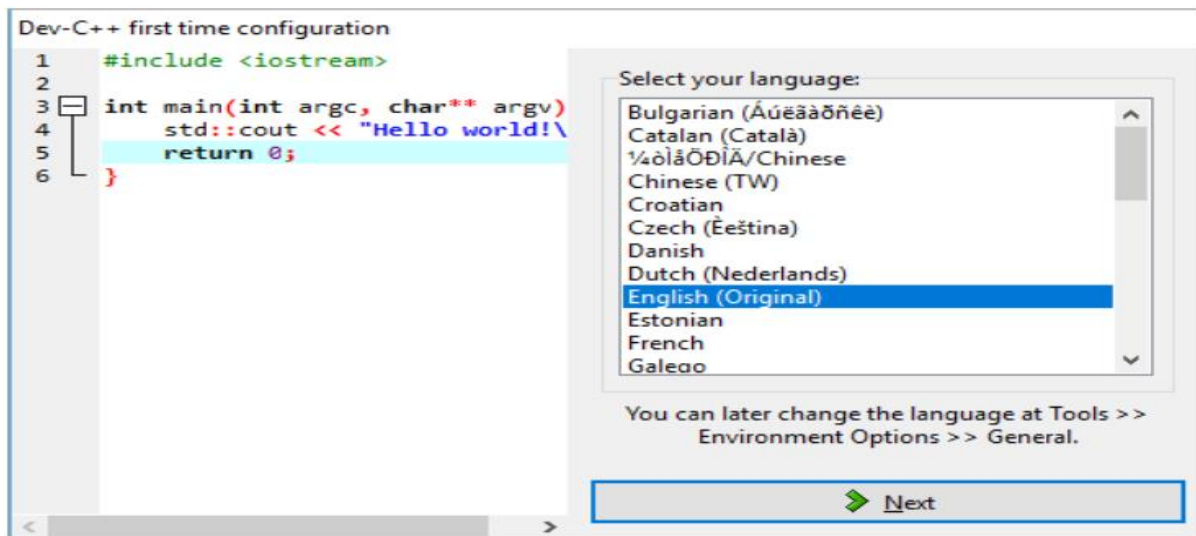 Dev-C++ first time configuration
1 #include <iostream>
2
3 int main(int argc, char** argv)
4 std::cout << "Hello world!\
5 return 0;
6 }
Select your language:
Bulgarian (Áúëãàðñêè)
Catalan (Català)
¼òÌåÖÐÎÄ/Chinese
Chinese (TW)
Croatian
Czech (Èeština)
Danish
Dutch (Nederlands)
English (Original)
Estonian
French
Galego
You can later change the language at Tools >>
Environment Options >> General.
Next